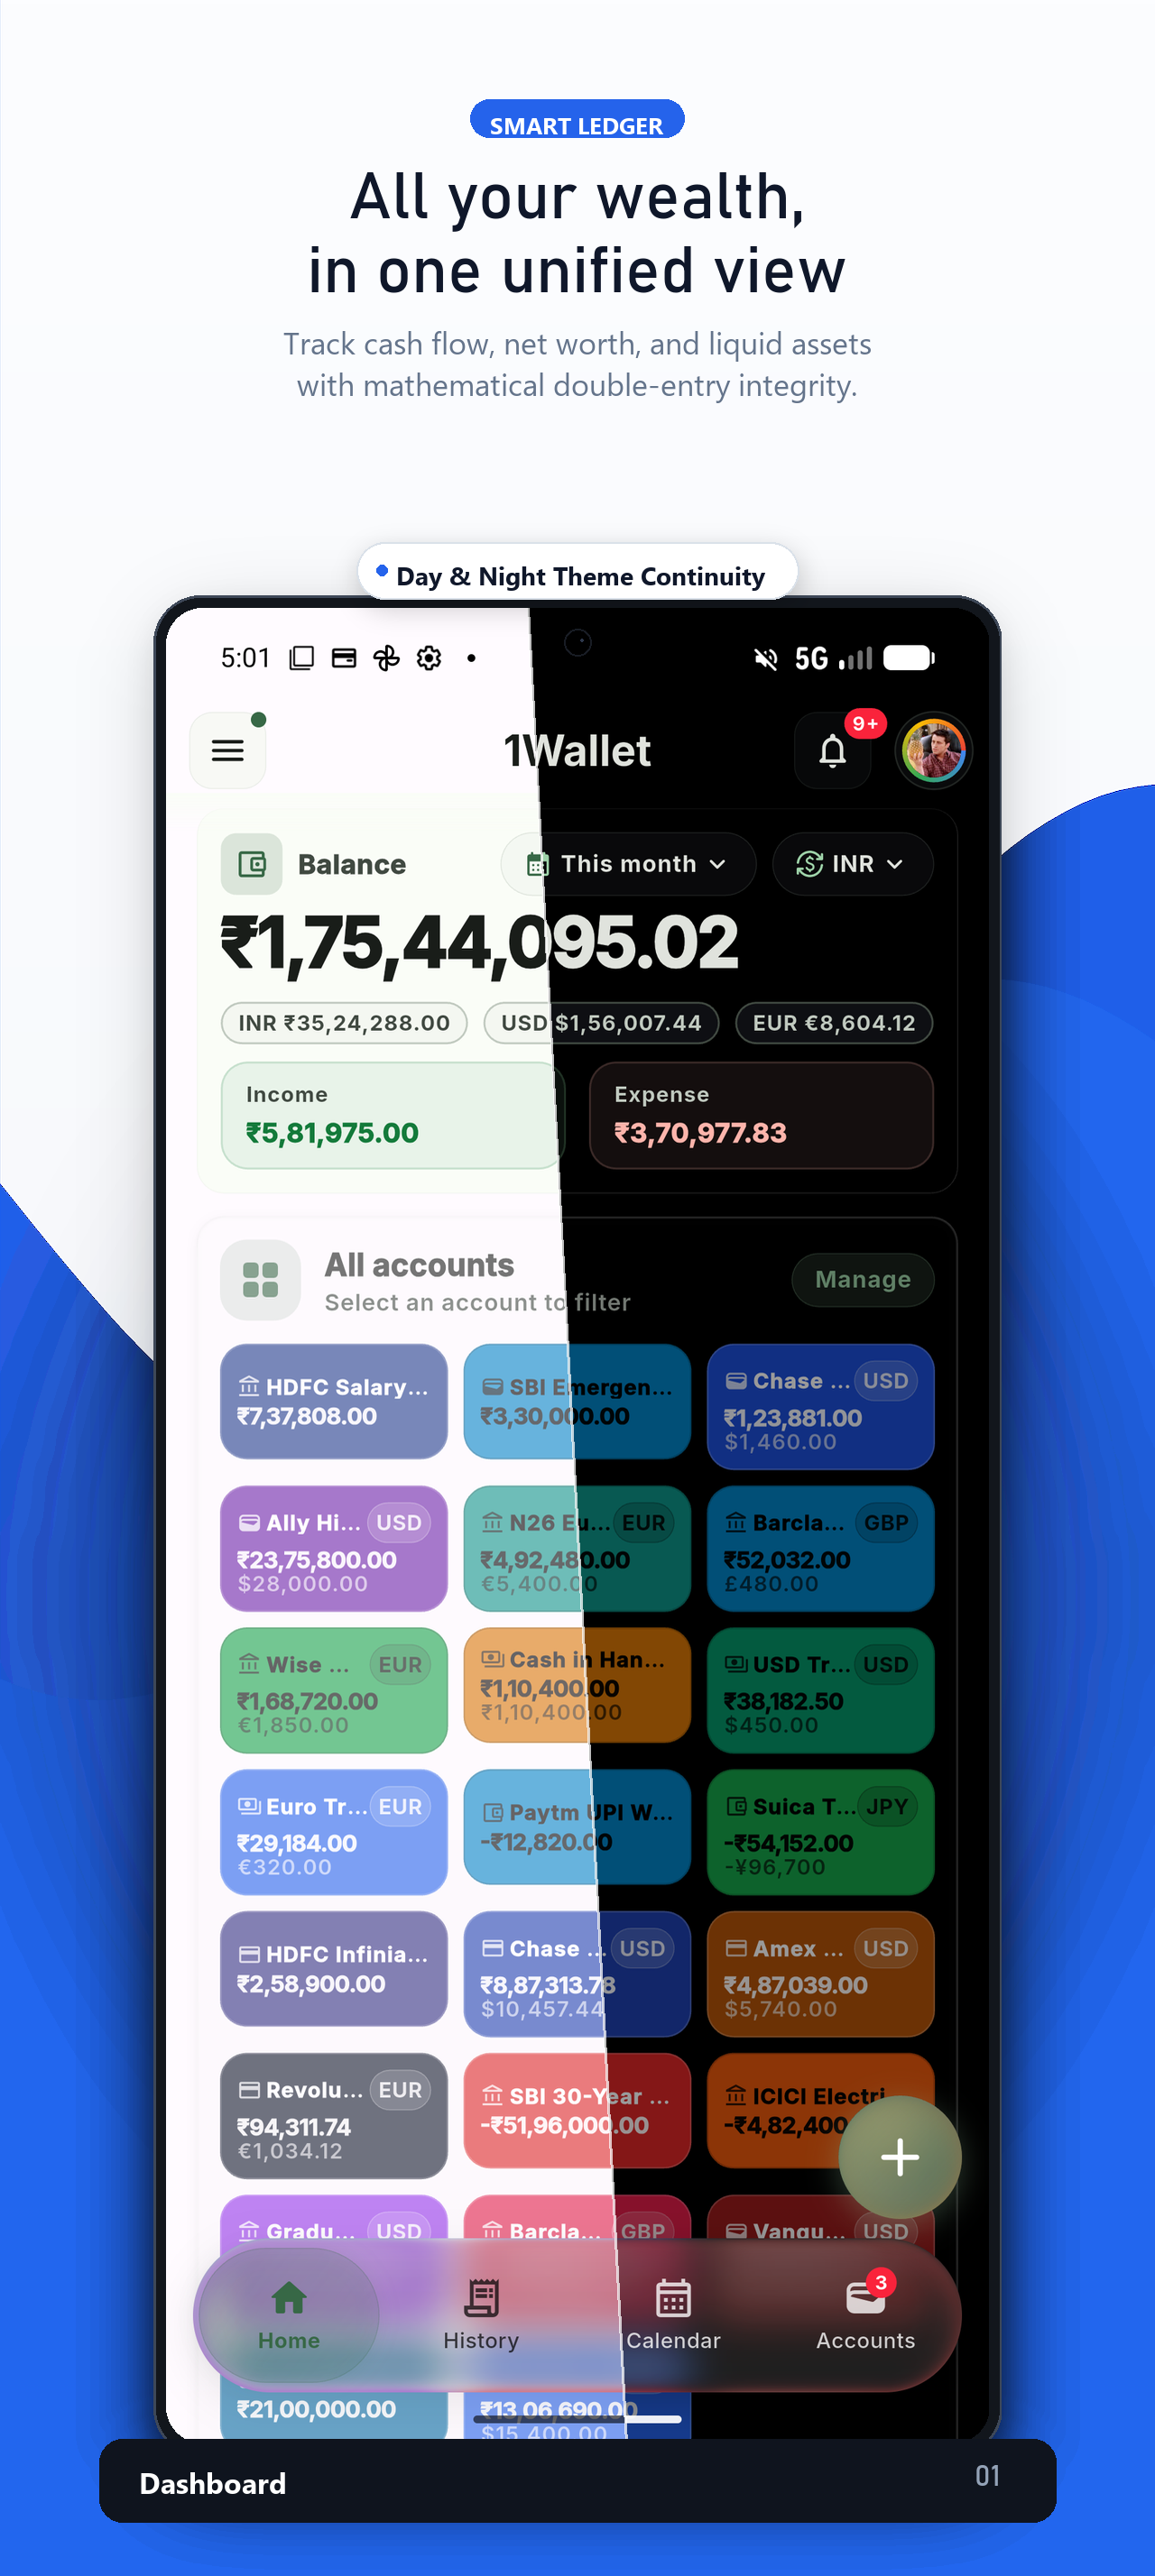 SMART LEDGER
All your wealth,
in one unified view
Track cash flow, net worth, and liquid assets
with mathematical double-entry integrity.
Day & Night Theme Continuity
5:01 5G
1Wallet 9+
Balance This month INR
₹1,75,44,095.02
INR ₹35,24,288.00 USD $1,56,007.44 EUR €8,604.12
Income Expense
₹5,81,975.00 ₹3,70,977.83
All accounts
Select an account to filter
Manage
HDFC Salary... SBI Emergen... Chase ... USD
₹7,37,808.00 ₹3,30,000.00 ₹1,23,881.00
$1,460.00
Ally Hi... USD N26 Eu... EUR Barcla... GBP
₹23,75,800.00 ₹4,92,480.00 ₹52,032.00
$28,000.00 €5,400.00 £480.00
Wise ... EUR Cash in Han... USD Tr... USD
₹1,68,720.00 ₹1,10,400.00 ₹38,182.50
€1,850.00 ₹1,10,400.00 $450.00
Euro Tr... EUR Paytm UPI W... Suica T... JPY
₹29,184.00 -₹12,820.00 -₹54,152.00
€320.00 -¥96,700
HDFC Infinia... Chase ... USD Amex ... USD
₹2,58,900.00 ₹8,87,313.78 ₹4,87,039.00
$10,457.44 $5,740.00
Revolu... EUR SBI 30-Year ... ICICI Electri
₹94,311.74 -₹51,96,000.00 -₹4,82,400
€1,034.12
Gradu... USD Barcla... GBP Vangu... USD
3
Home History Calendar Accounts
₹21,00,000.00 ₹13,06,690.00
$15,400.00
Dashboard 01